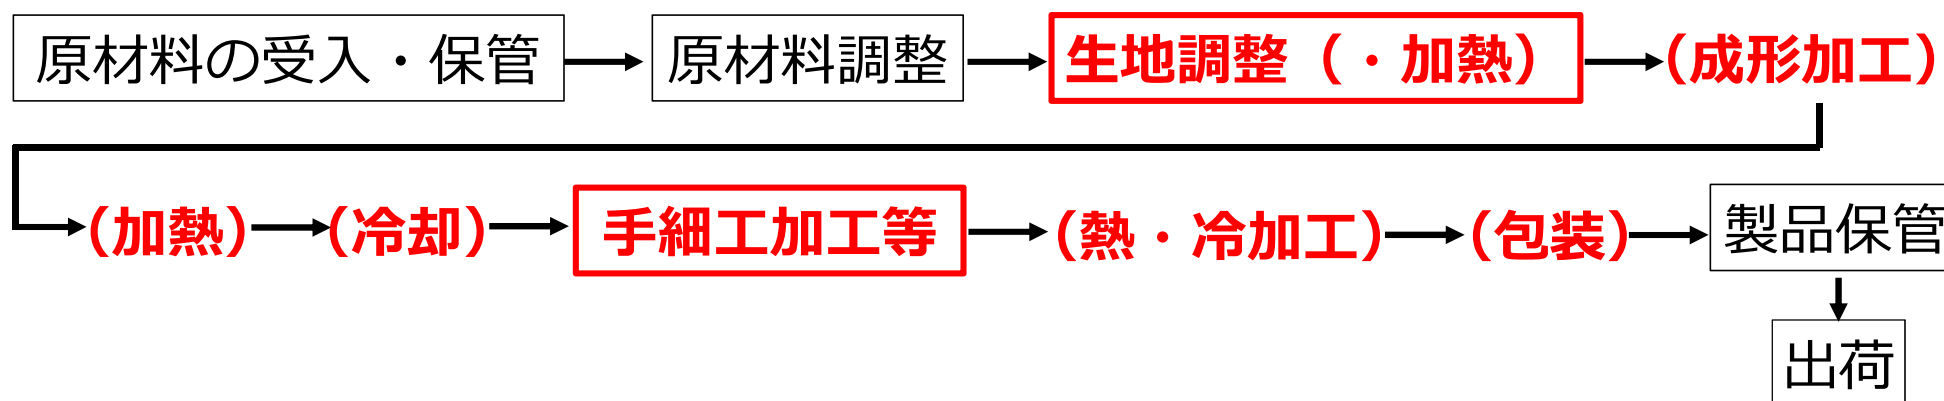 原材料の受入・保管
原材料調整
生地調整（・加熱）
（成形加工）
（加熱）
（冷却）
手細工加工等
（熱・冷加工）
（包装）
製品保管
出荷